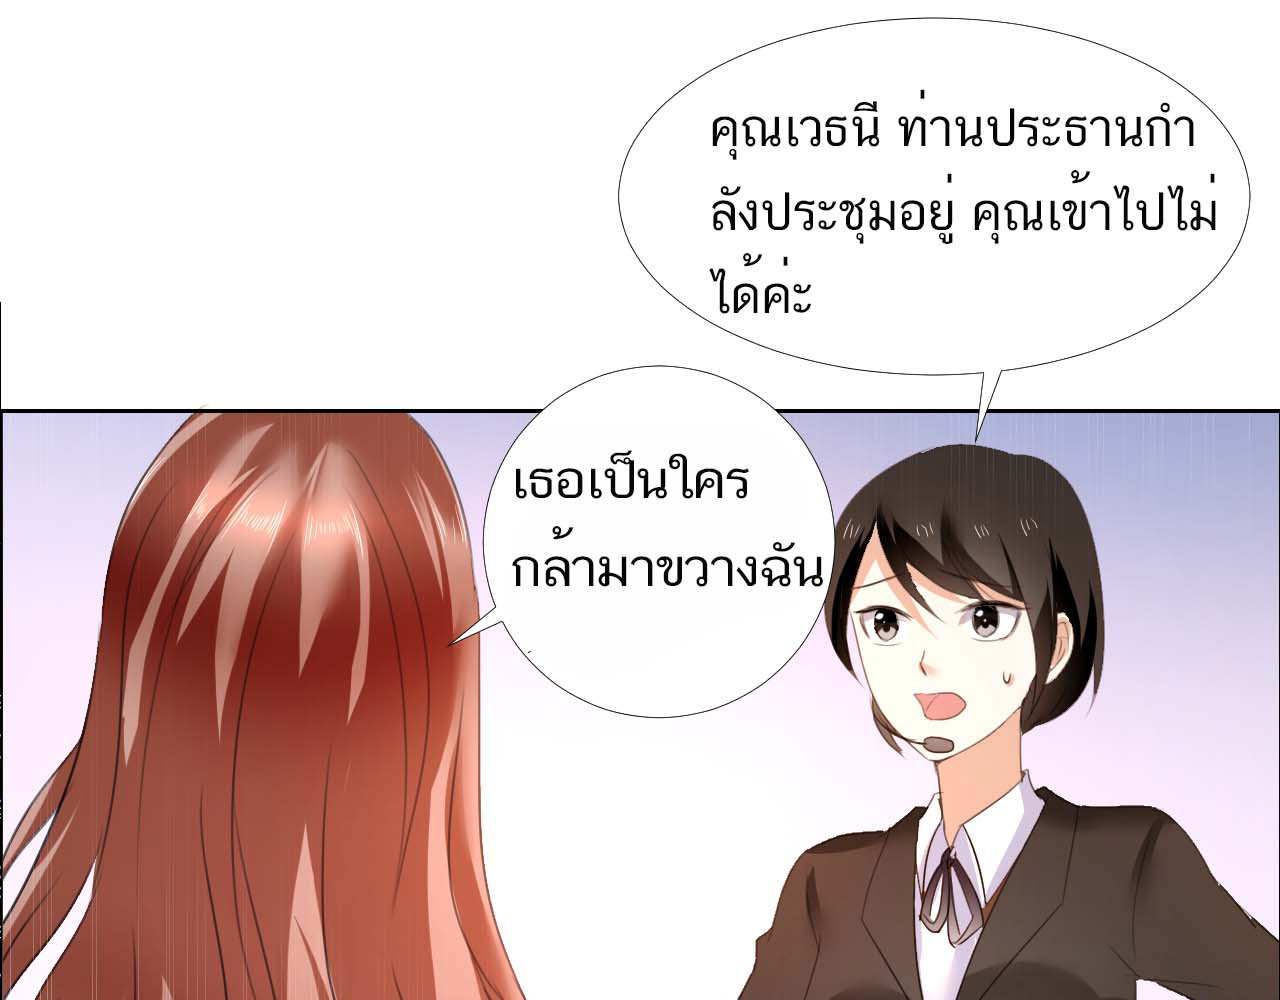 คุณเวธนี ท่านประธานกำ
ลังประชุมอยู่ คุณเข้าไปไม่
ได้ค่ะ
เธอเป็นใคร
กล้ามาขวางฉัน